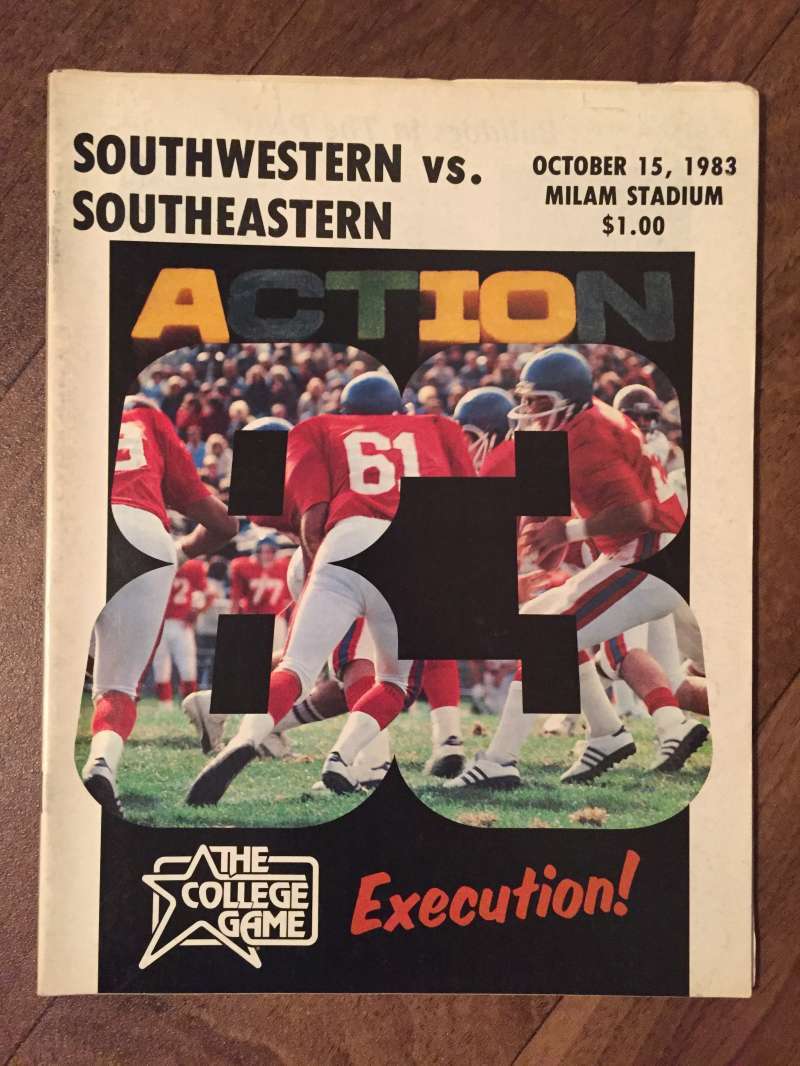 SOUTHWESTERN vs.
SOUTHEASTERN
OCTOBER 15, 1983
MILAM STADIUM
$1.00
ACTION
83
61
77
THE
COLLEGE
GAME
Execution!